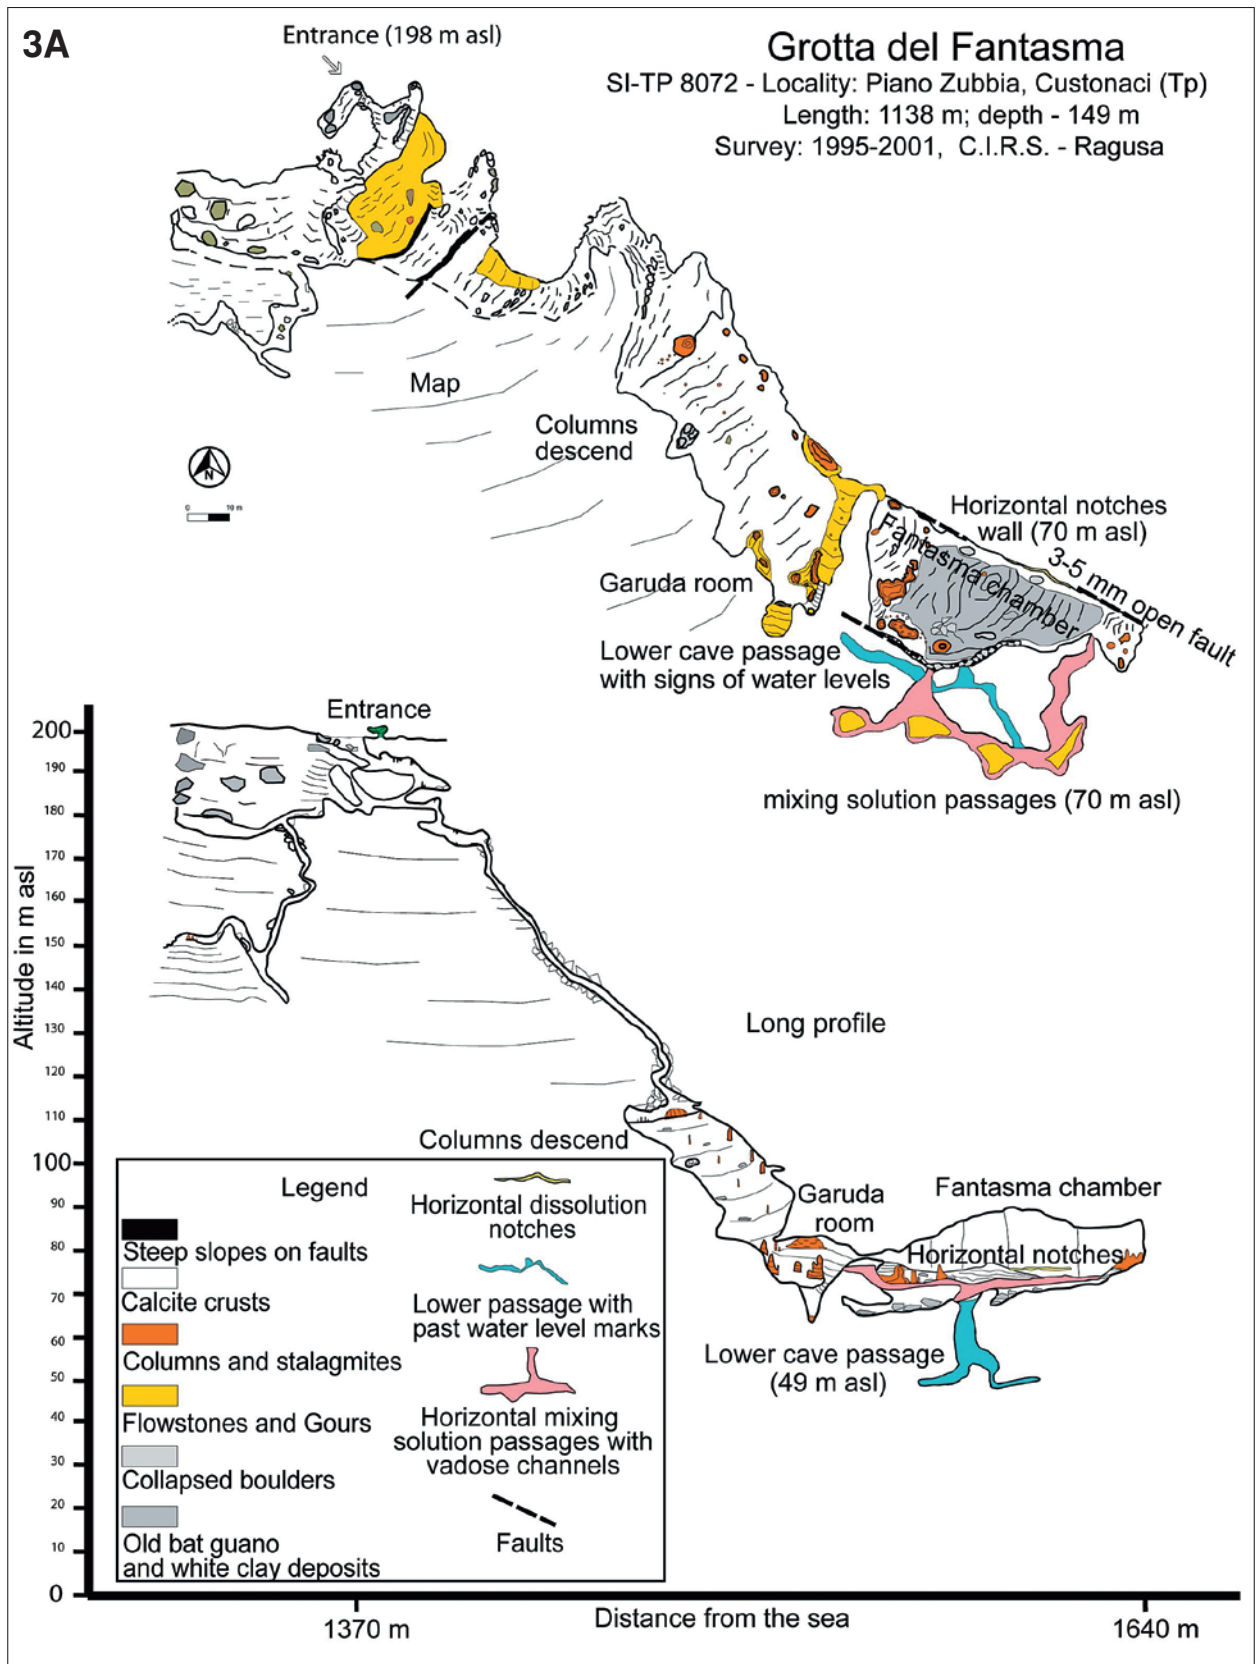 3A
Entrance (198 m asl)
Grotta del Fantasma
SI-TP 8072 - Locality: Piano Zubbia, Custonaci (Tp)
Length: 1138 m; depth - 149 m
Survey: 1995-2001, C.I.R.S. - Ragusa
Map
Columns
descend
N
0 10 m
Horizontal notches
wall (70 m asl)
3-5 mm open fault
Fantasma chamber
Garuda room
Lower cave passage
with signs of water levels
mixing solution passages (70 m asl)
Entrance
200
190
180
170
160
150
140
130
120
110
100
90
80
70
60
50
40
30
20
10
0
Altitude in m asl
Long profile
Columns descend
Garuda
room
Fantasma chamber
Horizontal notches
Lower cave passage
(49 m asl)
Legend
Steep slopes on faults
Calcite crusts
Columns and stalagmites
Flowstones and Gours
Collapsed boulders
Old bat guano
and white clay deposits
Horizontal dissolution
notches
Lower passage with
past water level marks
Horizontal mixing
solution passages with
vadose channels
Faults
1370 m
Distance from the sea
1640 m